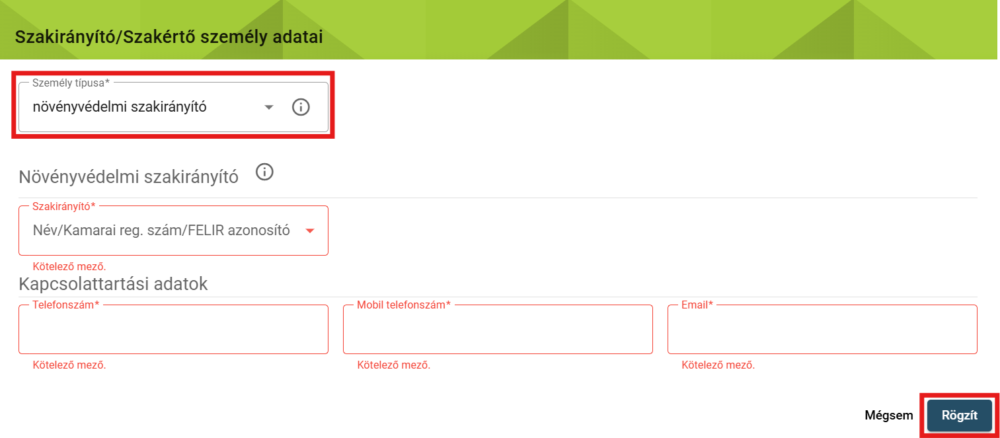 Szakirányító/Szakértő személy adatai
Személy típusa*
növényvédelmi szakirányító
Növényvédelmi szakirányító
Szakirányító*
Név/Kamarai reg. szám/FELIR azonosító
Kötelező mező.
Kapcsolattartási adatok
Telefonszám* Mobil telefonszám* Email*
Kötelező mező. Kötelező mező. Kötelező mező.
Mégsem Rögzít